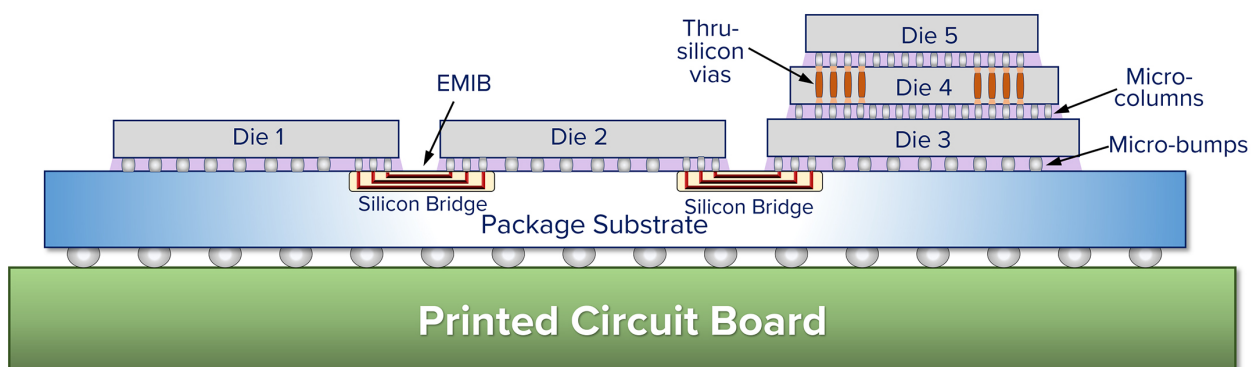 Thru-
silicon
vias
Die 5
Die 4
Micro-
columns
EMIB
Die 1
Die 2
Die 3
Micro-bumps
Silicon Bridge
Silicon Bridge
Package Substrate
Printed Circuit Board